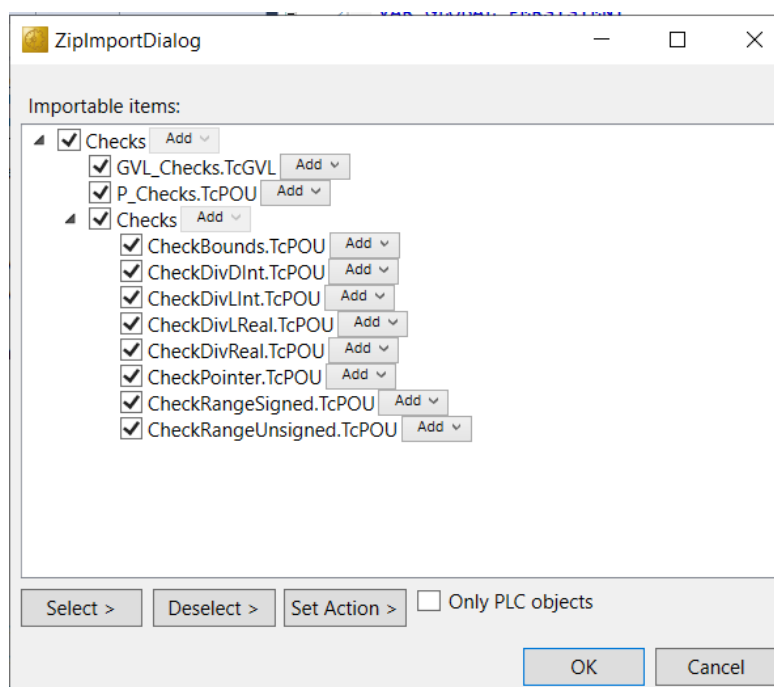 ZipImportDialog
Importable items:
Checks Add
GVL_Checks.TcGVL Add
P_Checks.TcPOU Add
Checks Add
CheckBounds.TcPOU Add
CheckDivDInt.TcPOU Add
CheckDivLInt.TcPOU Add
CheckDivLReal.TcPOU Add
CheckDivReal.TcPOU Add
CheckPointer.TcPOU Add
CheckRangeSigned.TcPOU Add
CheckRangeUnsigned.TcPOU Add
Select > Deselect > Set Action > Only PLC objects
OK Cancel